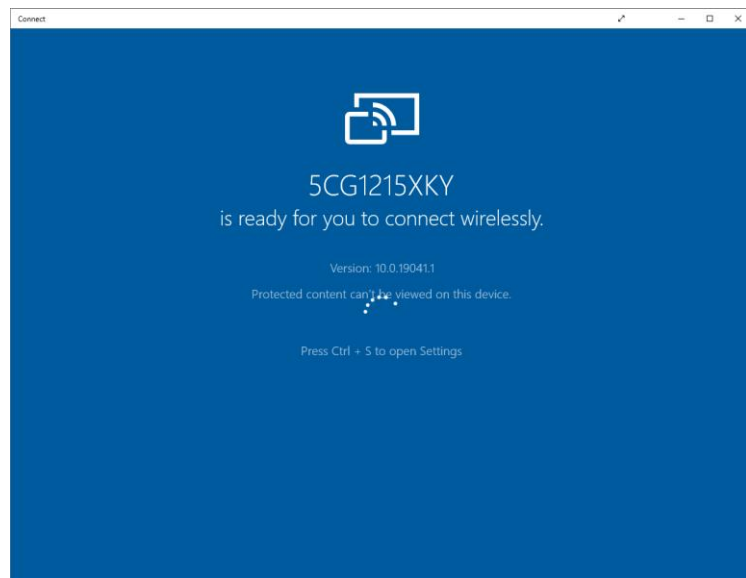 Connect
5CG1215XKY
is ready for you to connect wirelessly.
Version: 10.0.19041.1
Protected content can't be viewed on this device.
Press Ctrl + S to open Settings